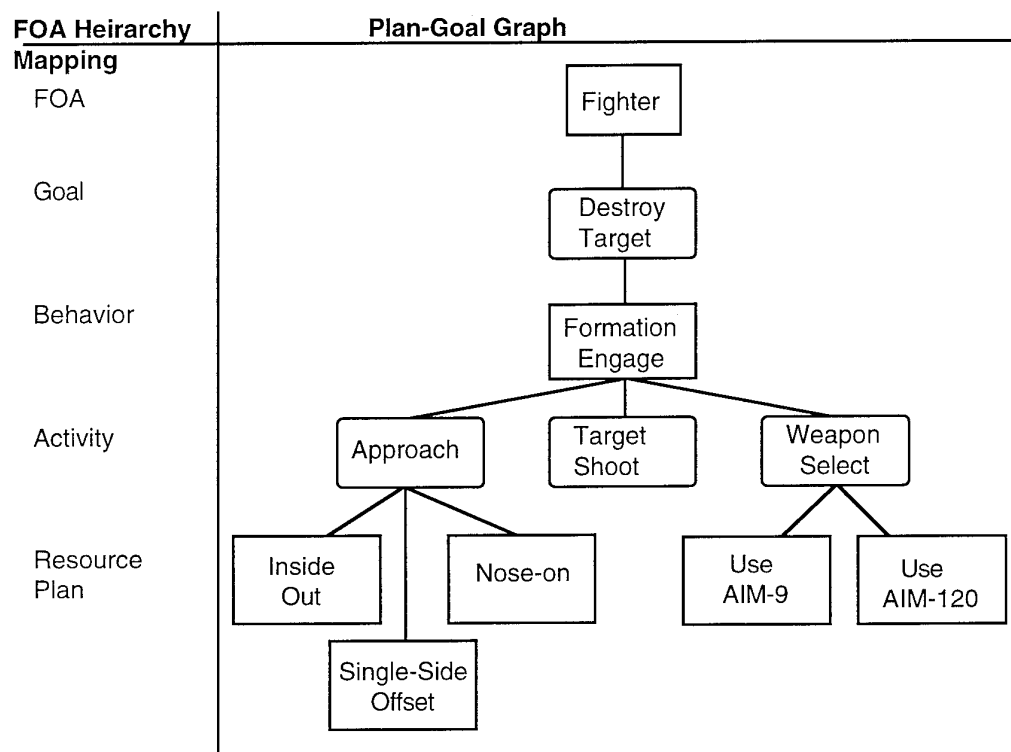 FOA Heirarchy
Mapping
Plan-Goal Graph
FOA
Fighter
Goal
Destroy
Target
Behavior
Formation
Engage
Activity
Approach
Target
Shoot
Weapon
Select
Resource
Plan
Inside
Out
Nose-on
Use
AIM-9
Use
AIM-120
Single-Side
Offset